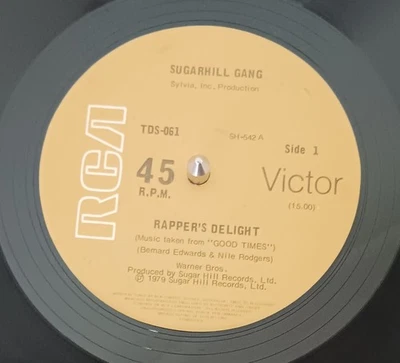 SUGARHILL GANG
Sylvia, Inc. Production
TDS-061
SH-542 A
Side 1
45
R.P.M.
RCA
Victor
(15.00)
RAPPER'S DELIGHT
(Music taken from "GOOD TIMES")
(Bernard Edwards & Nile Rodgers)
Warner Bros.
Produced by Sugar Hill Records, Ltd.
℗ 1979 Sugar Hill Records, Ltd.